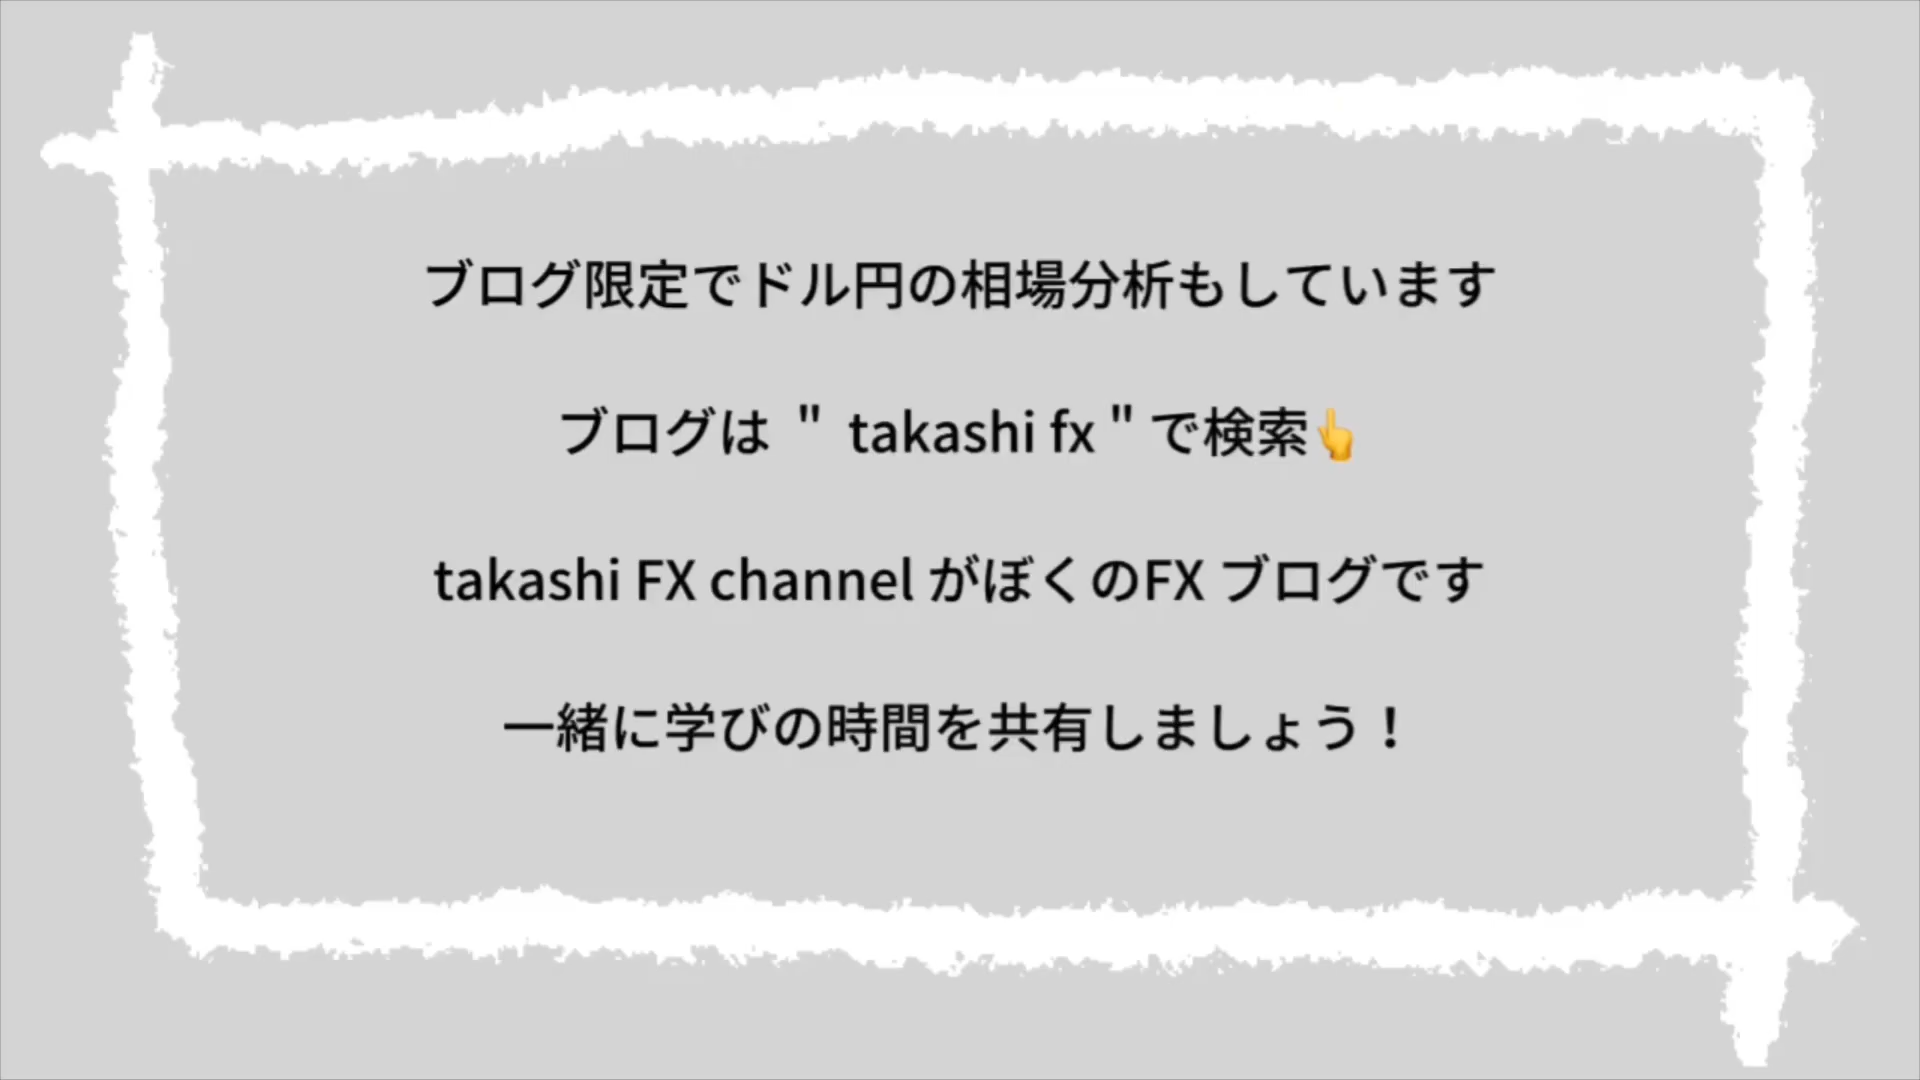 ブログ限定でドル円の相場分析もしています
ブログは " takashi fx " で検索👆
takashi FX channel がぼくのFX ブログです
一緒に学びの時間を共有しましょう！